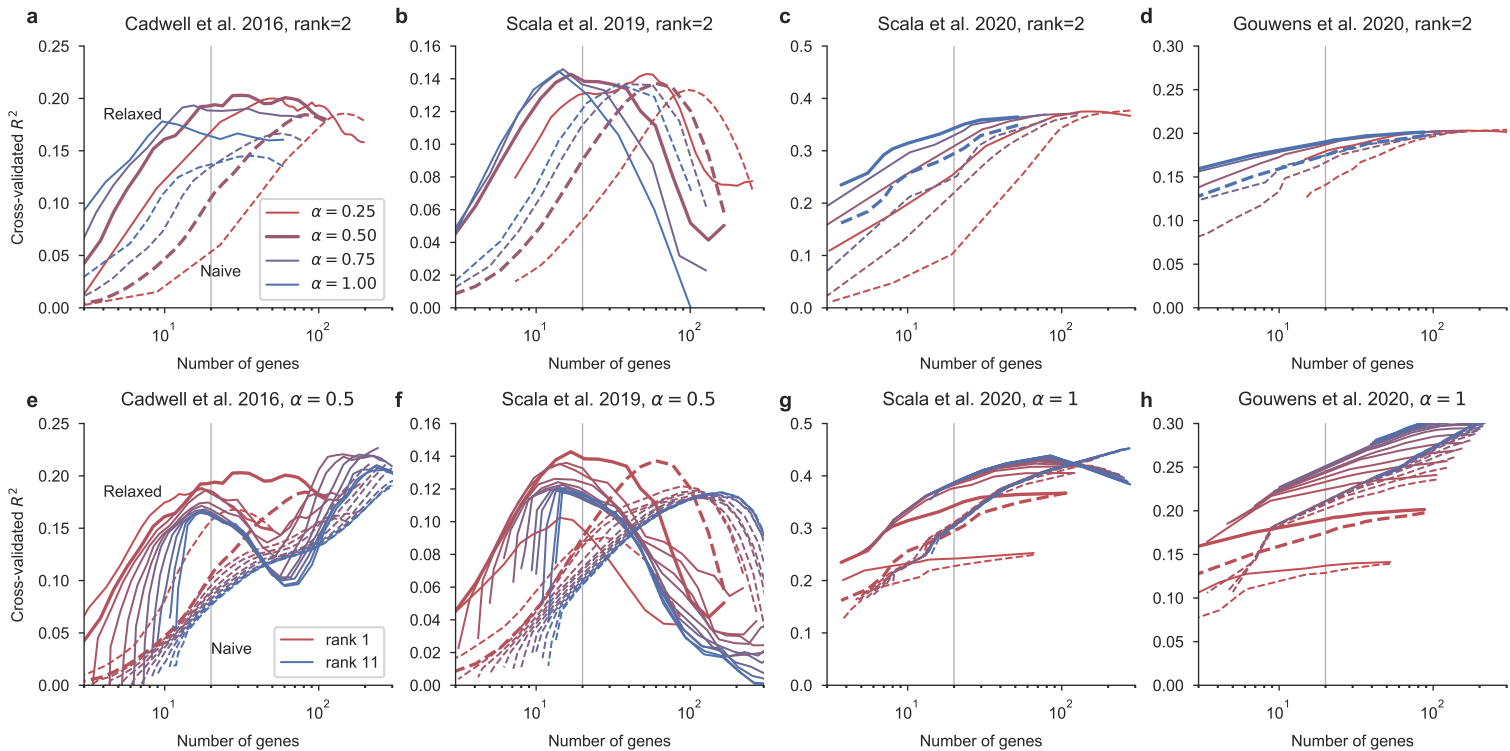 a
Cadwell et al. 2016, rank=2
b
Scala et al. 2019, rank=2
c
Scala et al. 2020, rank=2
d
Gouwens et al. 2020, rank=2
Cross-validated R²
0.25
0.20
0.15
0.10
0.05
0.00
Relaxed
Naive
α = 0.25
α = 0.50
α = 0.75
α = 1.00
10¹
10²
Number of genes
0.16
0.14
0.12
0.10
0.08
0.06
0.04
0.02
0.00
10¹
10²
Number of genes
0.5
0.4
0.3
0.2
0.1
0.0
10¹
10²
Number of genes
0.30
0.25
0.20
0.15
0.10
0.05
0.00
10¹
10²
Number of genes
e
Cadwell et al. 2016, α = 0.5
f
Scala et al. 2019, α = 0.5
g
Scala et al. 2020, α = 1
h
Gouwens et al. 2020, α = 1
Cross-validated R²
0.25
0.20
0.15
0.10
0.05
0.00
Relaxed
Naive
rank 1
rank 11
10¹
10²
Number of genes
0.16
0.14
0.12
0.10
0.08
0.06
0.04
0.02
0.00
10¹
10²
Number of genes
0.5
0.4
0.3
0.2
0.1
0.0
10¹
10²
Number of genes
0.30
0.25
0.20
0.15
0.10
0.05
0.00
10¹
10²
Number of genes